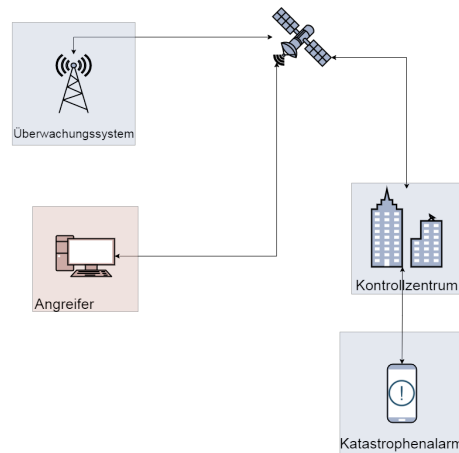 Überwachungssystem
Angreifer
Kontrollzentrum
Katastrophenalarm